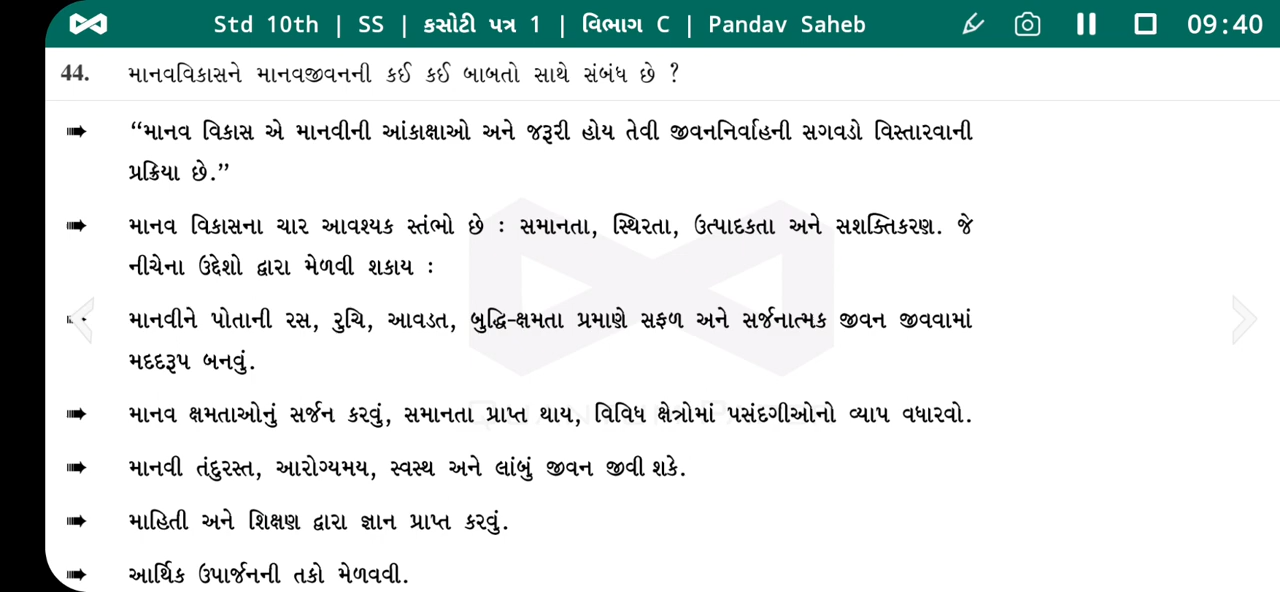 Std 10th | SS | કસોટી પત્ર 1 | વિભાગ C | Pandav Saheb 09:40
44. માનવવિકાસને માનવજીવનની કઈ કઈ બાબતો સાથે સંબંધ છે ?
“માનવ વિકાસ એ માનવીની આંકાક્ષાઓ અને જરૂરી હોય તેવી જીવનનિર્વાહની સગવડો વિસ્તારવાની
પ્રક્રિયા છે.”
માનવ વિકાસના ચાર આવશ્યક સ્તંભો છે : સમાનતા, સ્થિરતા, ઉત્પાદકતા અને સશક્તિકરણ. જે
નીચેના ઉદ્દેશો દ્વારા મેળવી શકાય :
માનવીને પોતાની રસ, રુચિ, આવડત, બુદ્ધિ-ક્ષમતા પ્રમાણે સફળ અને સર્જનાત્મક જીવન જીવવામાં
મદદરૂપ બનવું.
માનવ ક્ષમતાઓનું સર્જન કરવું, સમાનતા પ્રાપ્ત થાય, વિવિધ ક્ષેત્રોમાં પસંદગીઓનો વ્યાપ વધારવો.
માનવી તંદુરસ્ત, આરોગ્યમય, સ્વસ્થ અને લાંબું જીવન જીવી શકે.
માહિતી અને શિક્ષણ દ્વારા જ્ઞાન પ્રાપ્ત કરવું.
આર્થિક ઉપાર્જનની તકો મેળવવી.